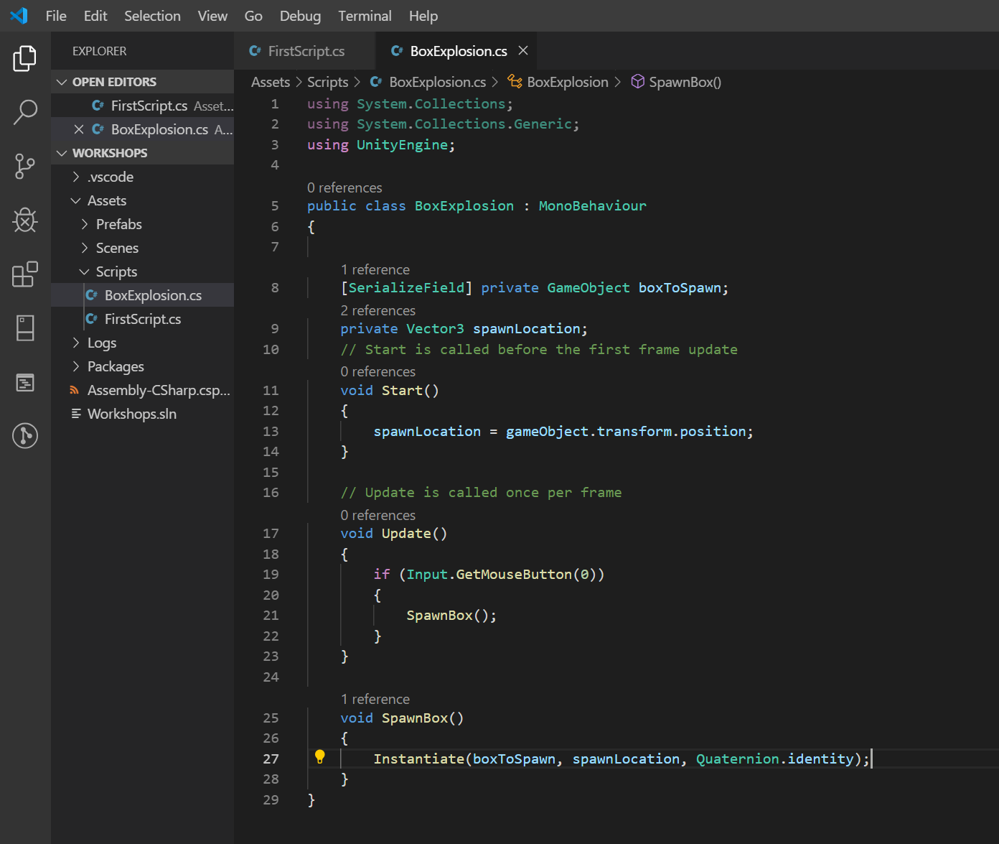 File Edit Selection View Go Debug Terminal Help
EXPLORER
OPEN EDITORS
FirstScript.cs Asset...
BoxExplosion.cs A...
WORKSHOPS
.vscode
Assets
Prefabs
Scenes
Scripts
BoxExplosion.cs
FirstScript.cs
Logs
Packages
Assembly-CSharp.csp...
Workshops.sln
FirstScript.cs BoxExplosion.cs
Assets > Scripts > BoxExplosion.cs > BoxExplosion > SpawnBox()
1 using System.Collections;
2 using System.Collections.Generic;
3 using UnityEngine;
4
0 references
5 public class BoxExplosion : MonoBehaviour
6 {
7
1 reference
8 [SerializeField] private GameObject boxToSpawn;
2 references
9 private Vector3 spawnLocation;
10 // Start is called before the first frame update
0 references
11 void Start()
12 {
13 spawnLocation = gameObject.transform.position;
14 }
15
16 // Update is called once per frame
0 references
17 void Update()
18 {
19 if (Input.GetMouseButton(0))
20 {
21 SpawnBox();
22 }
23 }
24
1 reference
25 void SpawnBox()
26 {
27 Instantiate(boxToSpawn, spawnLocation, Quaternion.identity);
28 }
29 }